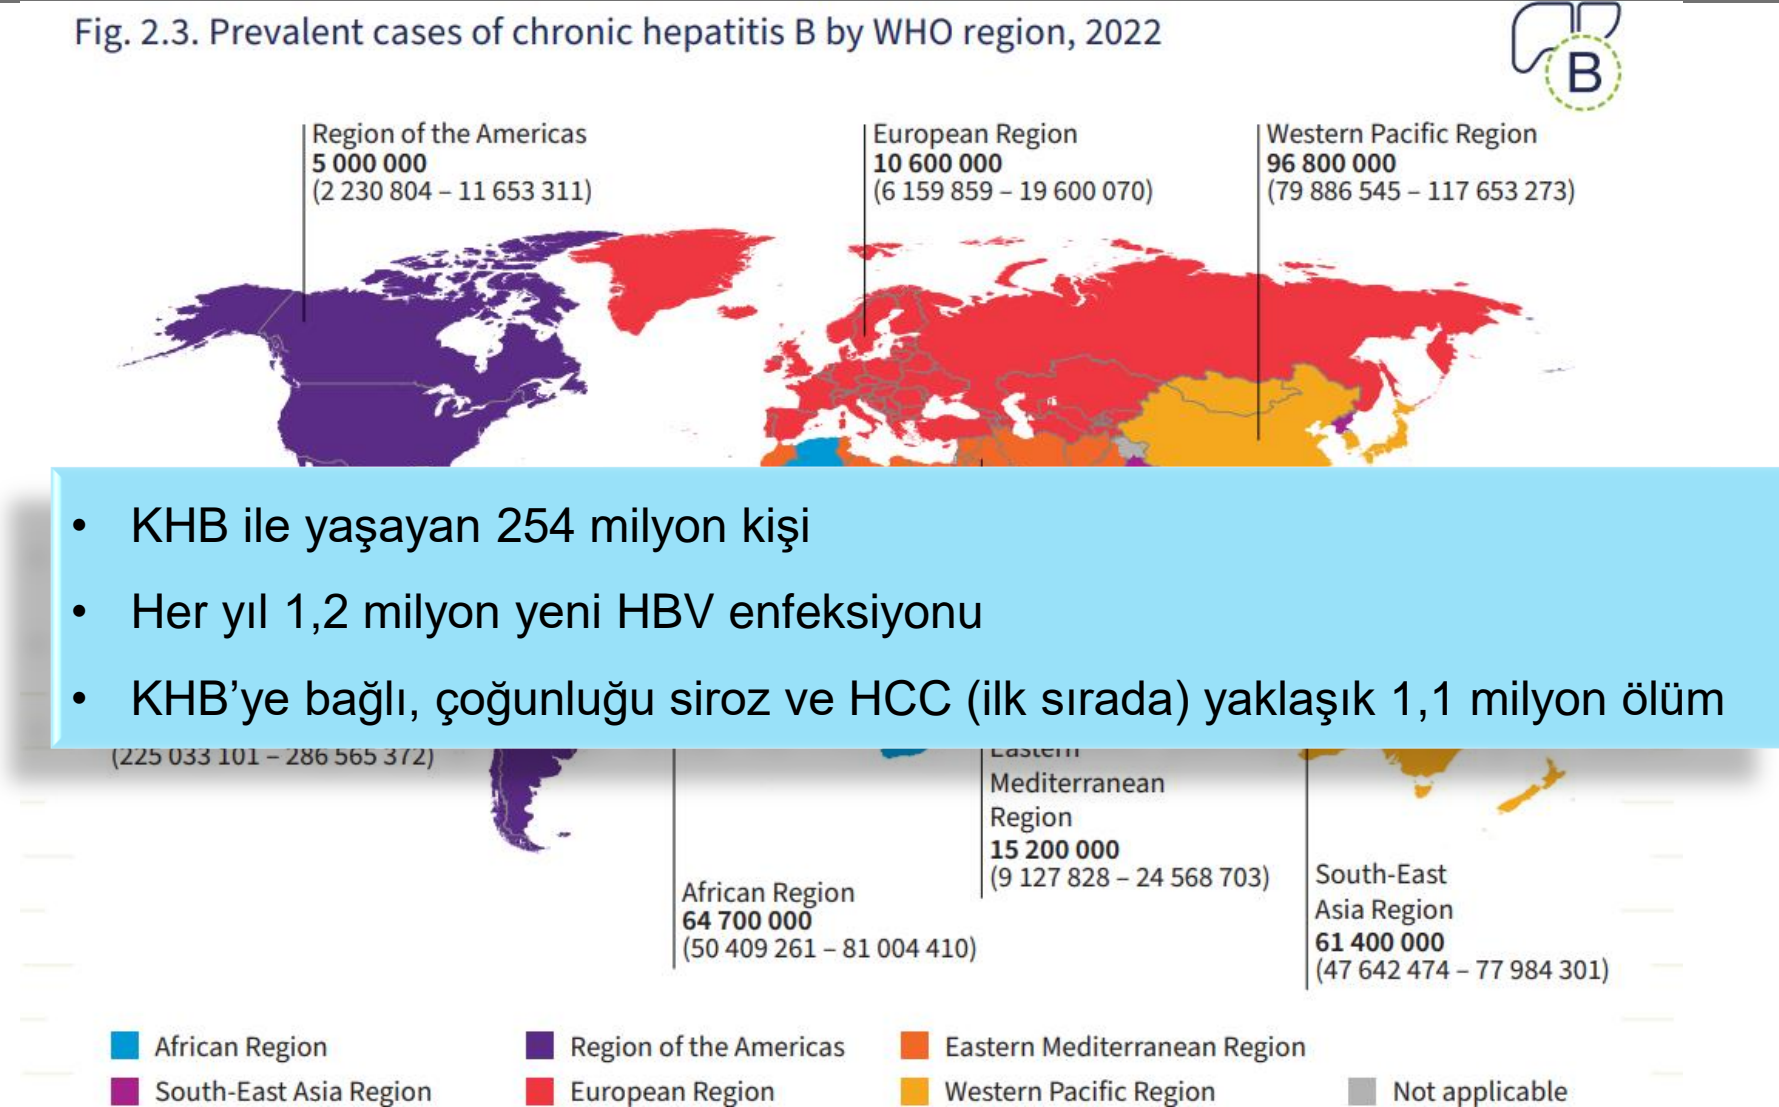 Fig. 2.3. Prevalent cases of chronic hepatitis B by WHO region, 2022
B
Region of the Americas
5 000 000
(2 230 804 – 11 653 311)
European Region
10 600 000
(6 159 859 – 19 600 070)
Western Pacific Region
96 800 000
(79 886 545 – 117 653 273)
• KHB ile yaşayan 254 milyon kişi
• Her yıl 1,2 milyon yeni HBV enfeksiyonu
• KHB’ye bağlı, çoğunluğu siroz ve HCC (ilk sırada) yaklaşık 1,1 milyon ölüm
(225 033 101 – 286 565 372)
Eastern
Mediterranean
Region
15 200 000
(9 127 828 – 24 568 703)
African Region
64 700 000
(50 409 261 – 81 004 410)
South-East
Asia Region
61 400 000
(47 642 474 – 77 984 301)
African Region
Region of the Americas
Eastern Mediterranean Region
South-East Asia Region
European Region
Western Pacific Region
Not applicable